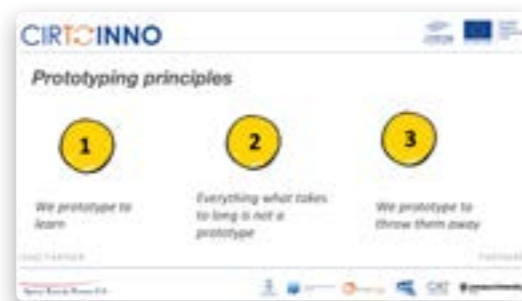 CIRTOINNO
Prototyping principles
1
2
3
We prototype to
learn
Everything what takes
to long is not a
prototype
We prototype to
throw them away